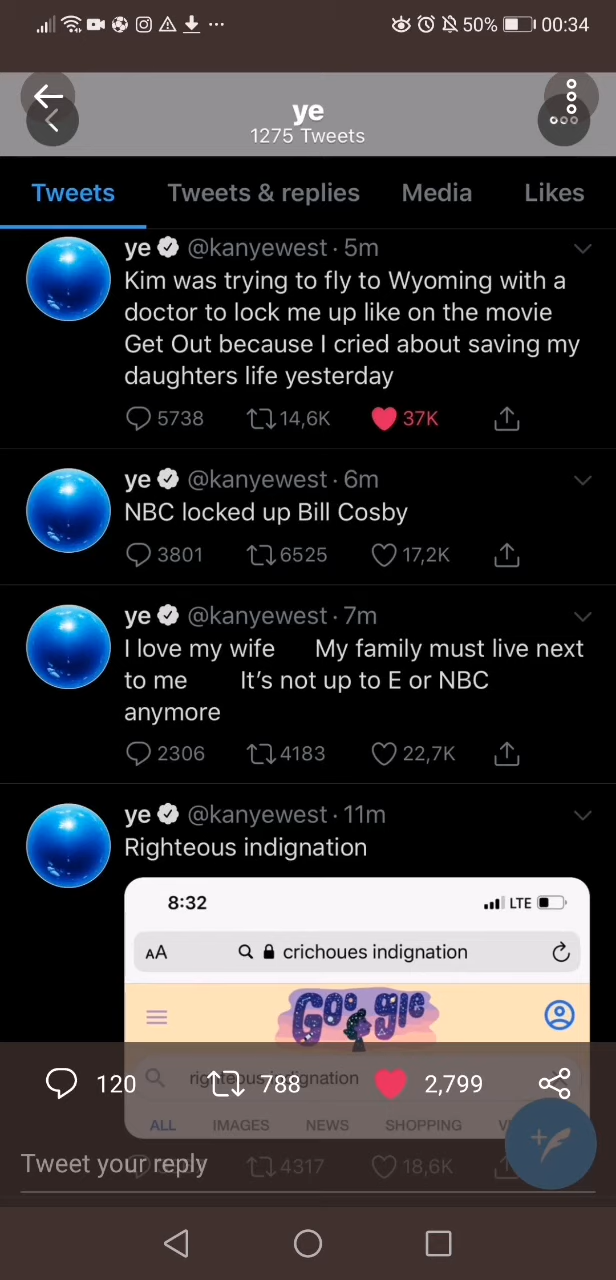 50% 00:34
ye
1275 Tweets
Tweets Tweets & replies Media Likes
ye @kanyewest · 5m
Kim was trying to fly to Wyoming with a
doctor to lock me up like on the movie
Get Out because I cried about saving my
daughters life yesterday
5738 14,6K 37K
ye @kanyewest · 6m
NBC locked up Bill Cosby
3801 6525 17,2K
ye @kanyewest · 7m
I love my wife My family must live next
to me It's not up to E or NBC
anymore
2306 4183 22,7K
ye @kanyewest · 11m
Righteous indignation
8:32 LTE
AA crichoues indignation
Google
righteous indignation
120 788 2,799
ALL IMAGES NEWS SHOPPING
Tweet your reply
4317 18,6K